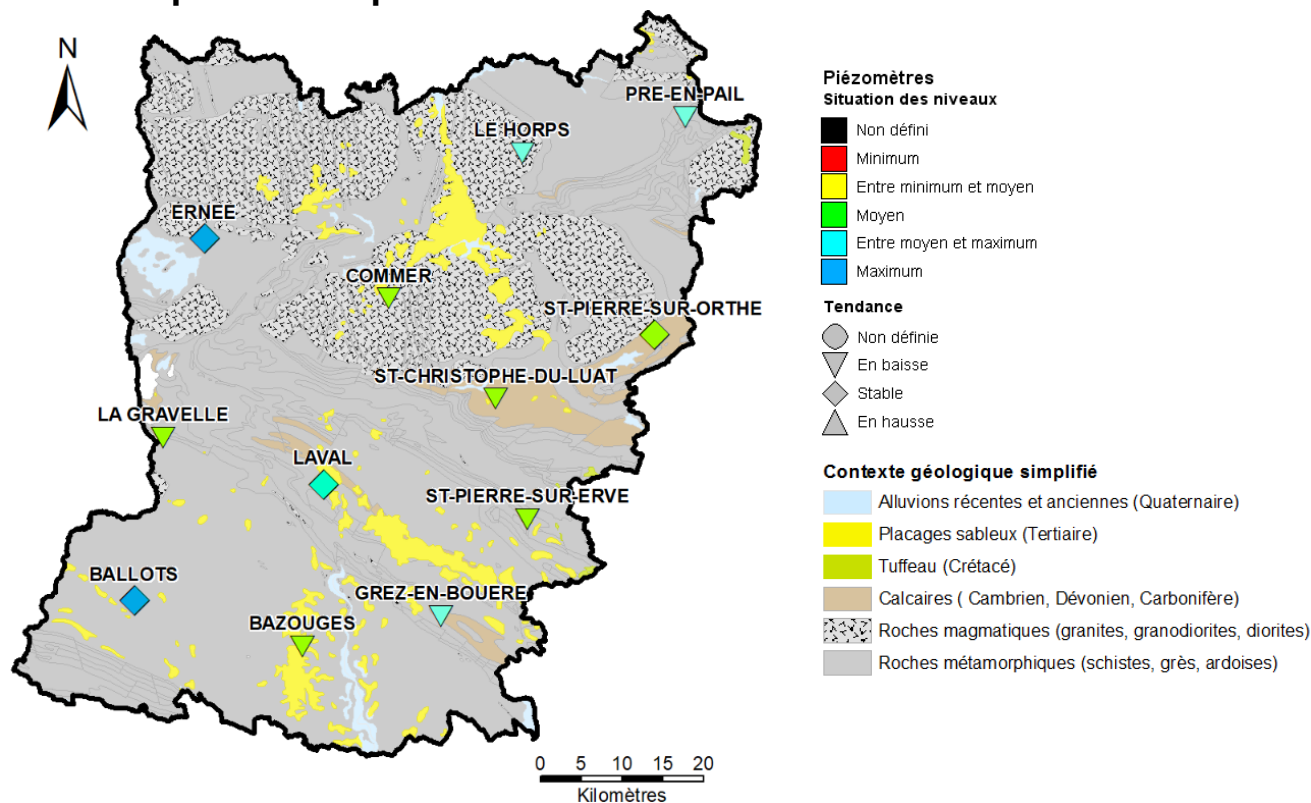 N
PRE-EN-PAIL
LE HORPS
ERNEE
COMMER
ST-PIERRE-SUR-ORTHE
ST-CHRISTOPHE-DU-LUAT
LA GRAVELLE
LAVAL
ST-PIERRE-SUR-ERVE
BALLOTS
GREZ-EN-BOUERE
BAZOUGES
0 5 10 15 20
Kilomètres
Piézomètres
Situation des niveaux
Non défini
Minimum
Entre minimum et moyen
Moyen
Entre moyen et maximum
Maximum
Tendance
Non définie
En baisse
Stable
En hausse
Contexte géologique simplifié
Alluvions récentes et anciennes (Quaternaire)
Placages sableux (Tertiaire)
Tuffeau (Crétacé)
Calcaires ( Cambrien, Dévonien, Carbonifère)
Roches magmatiques (granites, granodiorites, diorites)
Roches métamorphiques (schistes, grès, ardoises)